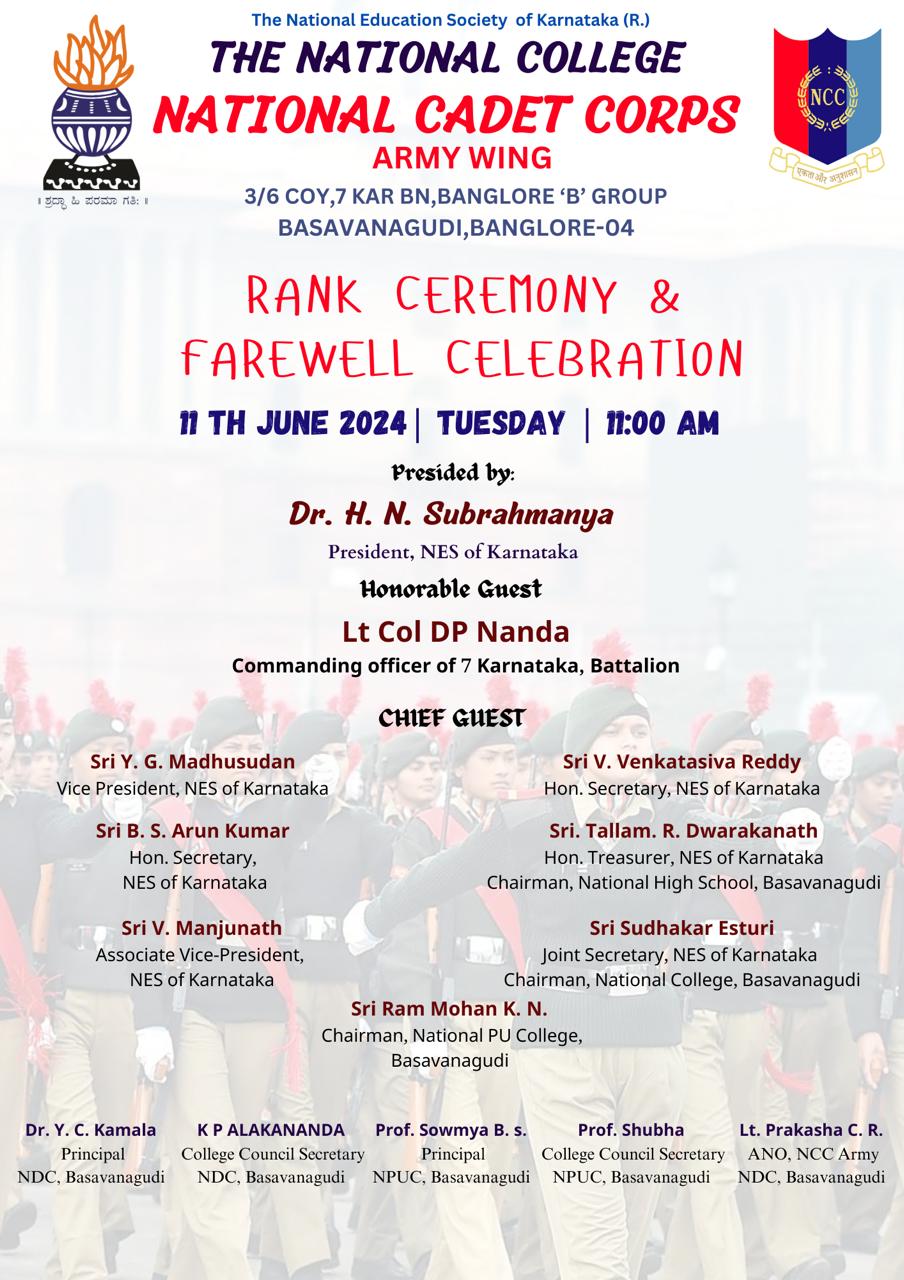 The National Education Society of Karnataka (R.)
THE NATIONAL COLLEGE
NATIONAL CADET CORPS
ARMY WING
3/6 COY,7 KAR BN,BANGLORE ‘B’ GROUP
BASAVANAGUDI,BANGLORE-04
NCC
एकता और अनुशासन
॥ ಶ್ರದ್ಧಾ ಹಿ ಪರಮಾ ಗತಿ: ॥
RANK CEREMONY &
FAREWELL CELEBRATION
11 TH JUNE 2024| TUESDAY | 11:00 AM
Presided by:
Dr. H. N. Subrahmanya
President, NES of Karnataka
Honorable Guest
Lt Col DP Nanda
Commanding officer of 7 Karnataka, Battalion
CHIEF GUEST
Sri Y. G. Madhusudan
Vice President, NES of Karnataka
Sri V. Venkatasiva Reddy
Hon. Secretary, NES of Karnataka
Sri B. S. Arun Kumar
Hon. Secretary,
NES of Karnataka
Sri. Tallam. R. Dwarakanath
Hon. Treasurer, NES of Karnataka
Chairman, National High School, Basavanagudi
Sri V. Manjunath
Associate Vice-President,
NES of Karnataka
Sri Sudhakar Esturi
Joint Secretary, NES of Karnataka
Chairman, National College, Basavanagudi
Sri Ram Mohan K. N.
Chairman, National PU College,
Basavanagudi
Dr. Y. C. Kamala
Principal
NDC, Basavanagudi
K P ALAKANANDA
College Council Secretary
NDC, Basavanagudi
Prof. Sowmya B. s.
Principal
NPUC, Basavanagudi
Prof. Shubha
College Council Secretary
NPUC, Basavanagudi
Lt. Prakasha C. R.
ANO, NCC Army
NDC, Basavanagudi